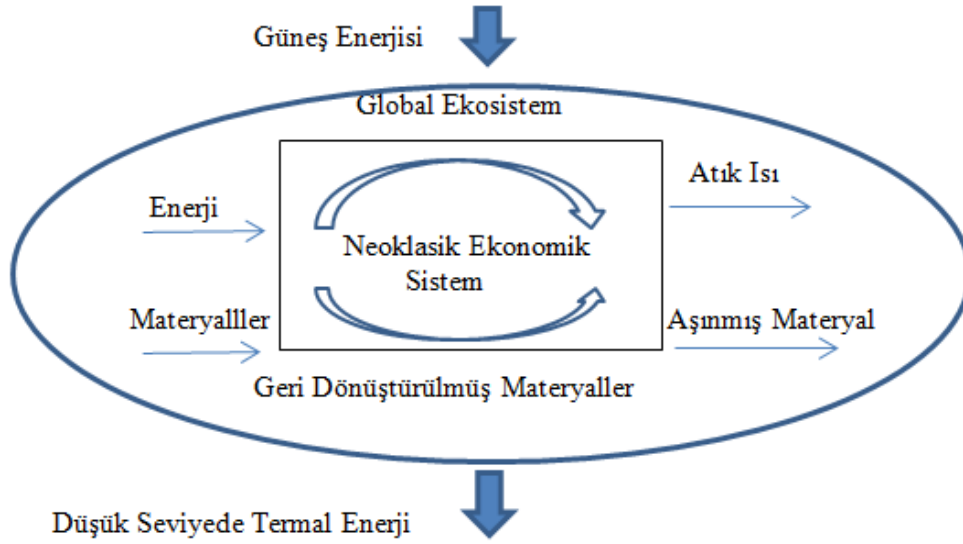 Güneş Enerjisi
Global Ekosistem
Enerji
Atık Isı
Neoklasik Ekonomik
Sistem
Materyalller
Aşınmış Materyal
Geri Dönüştürülmüş Materyaller
Düşük Seviyede Termal Enerji